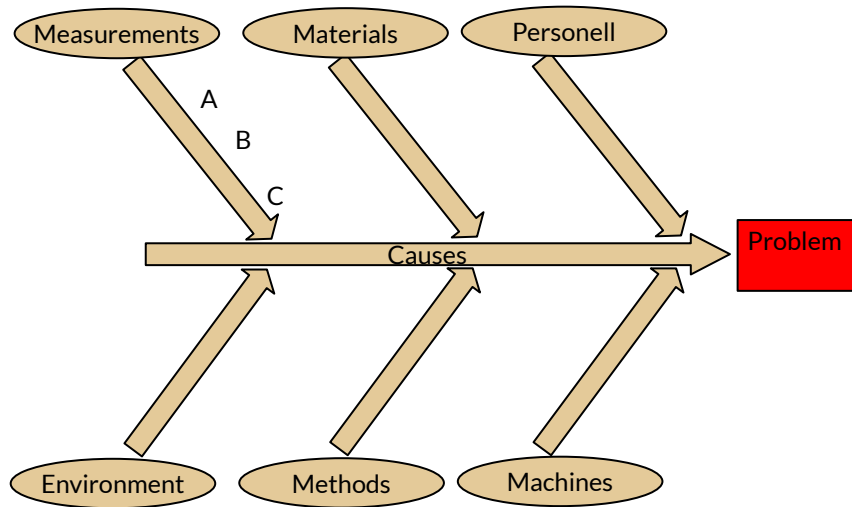 Measurements
Materials
Personell
A
B
C
Causes
Problem
Environment
Methods
Machines